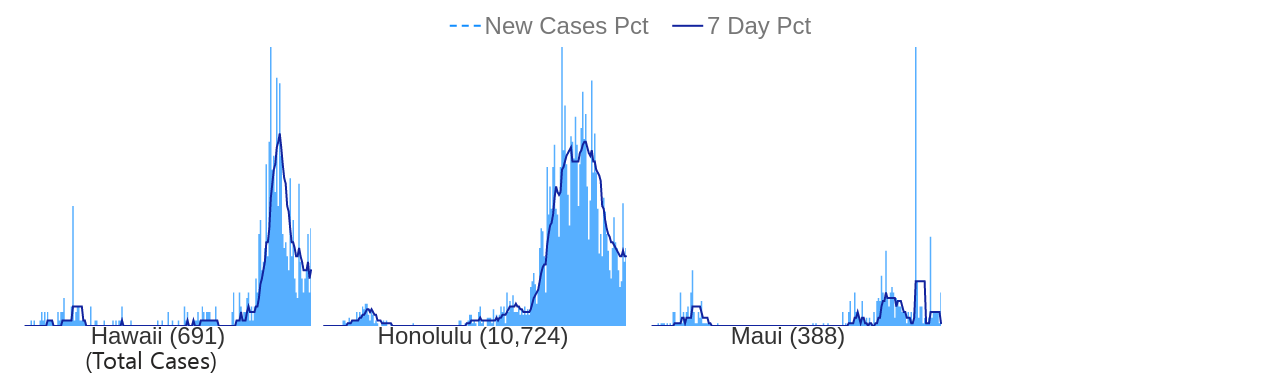 New Cases Pct 7 Day Pct
Hawaii (691) Honolulu (10,724) Maui (388)
(Total Cases)